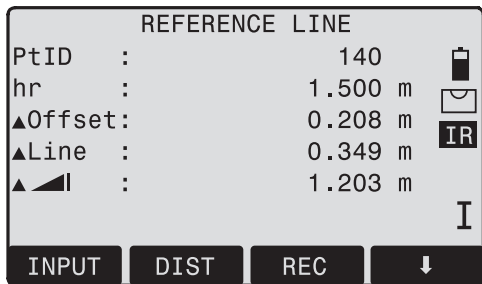 REFERENCE LINE
PtID : 140
hr : 1.500 m
▲Offset: 0.208 m
IR
▲Line : 0.349 m
▲ : 1.203 m
I
INPUT DIST REC ⬇